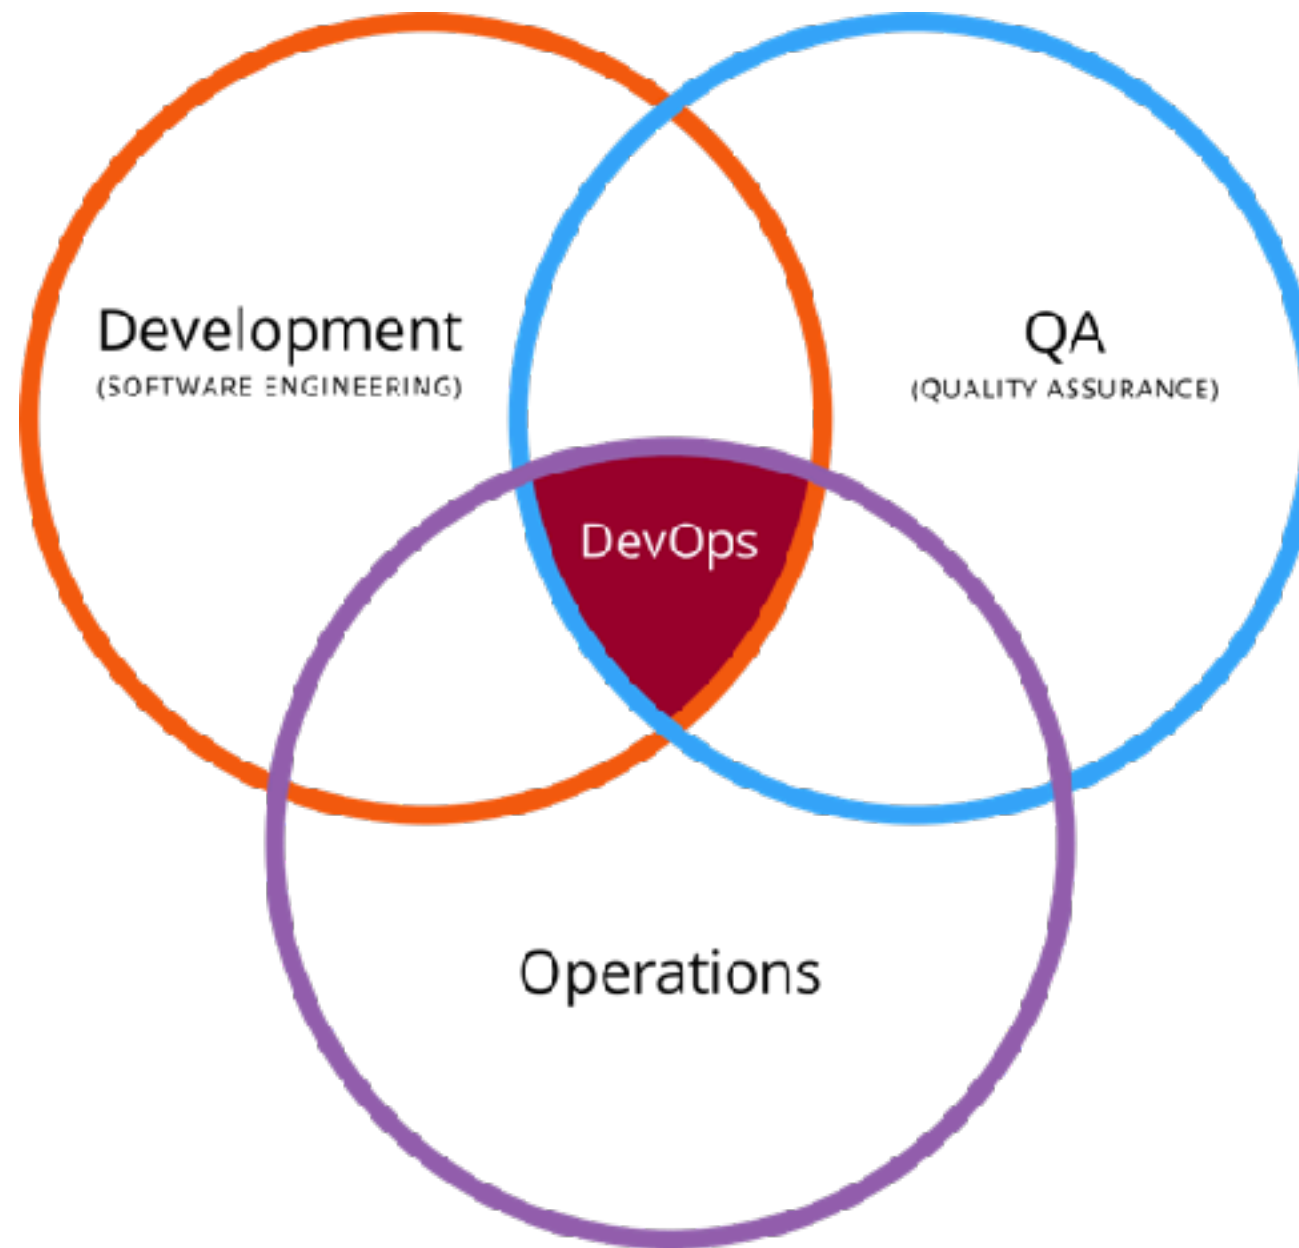 Development
(SOFTWARE ENGINEERING)
QA
(QUALITY ASSURANCE)
DevOps
Operations